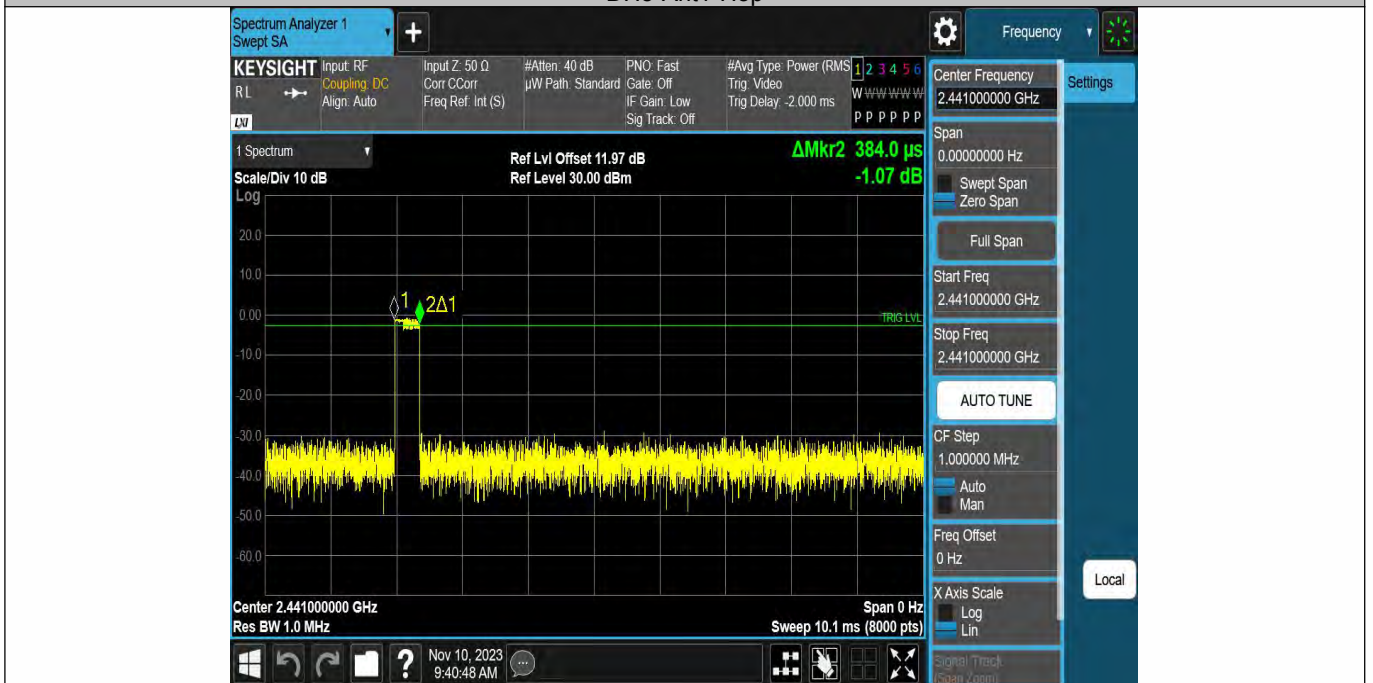 DH5 Ant1 Hop
Spectrum Analyzer 1
Swept SA
Frequency
KEYSIGHT
RL
LXI
Input: RF
Coupling: DC
Align: Auto
Input Z: 50 Ω
Corr CCorr
Freq Ref: Int (S)
#Atten: 40 dB
µW Path: Standard
PNO: Fast
Gate: Off
IF Gain: Low
Sig Track: Off
#Avg Type: Power (RMS
Trig: Video
Trig Delay: -2.000 ms
1 2 3 4 5 6
W W W W W W
P P P P P P
1 Spectrum
Scale/Div 10 dB
Ref Lvl Offset 11.97 dB
Ref Level 30.00 dBm
ΔMkr2 384.0 µs
-1.07 dB
Log
20.0
10.0
0.00
-10.0
-20.0
-30.0
-40.0
-50.0
-60.0
1
2Δ1
TRIG LVL
Center 2.441000000 GHz
Res BW 1.0 MHz
Span 0 Hz
Sweep 10.1 ms (8000 pts)
Nov 10, 2023
9:40:48 AM
Center Frequency
2.441000000 GHz
Settings
Span
0.00000000 Hz
Swept Span
Zero Span
Full Span
Start Freq
2.441000000 GHz
Stop Freq
2.441000000 GHz
AUTO TUNE
CF Step
1.000000 MHz
Auto
Man
Freq Offset
0 Hz
X Axis Scale
Log
Lin
Local
Signal Track
(Span Zoom)